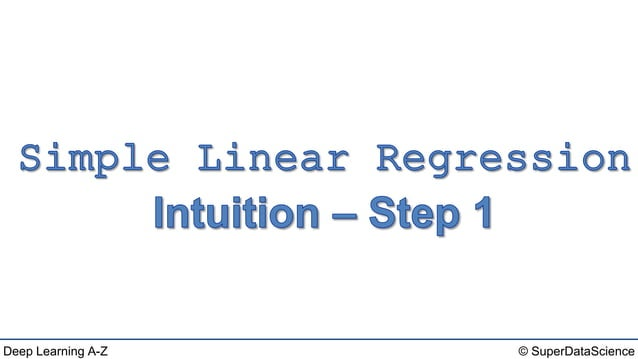 Simple Linear Regression
Intuition – Step 1
Deep Learning A-Z
© SuperDataScience